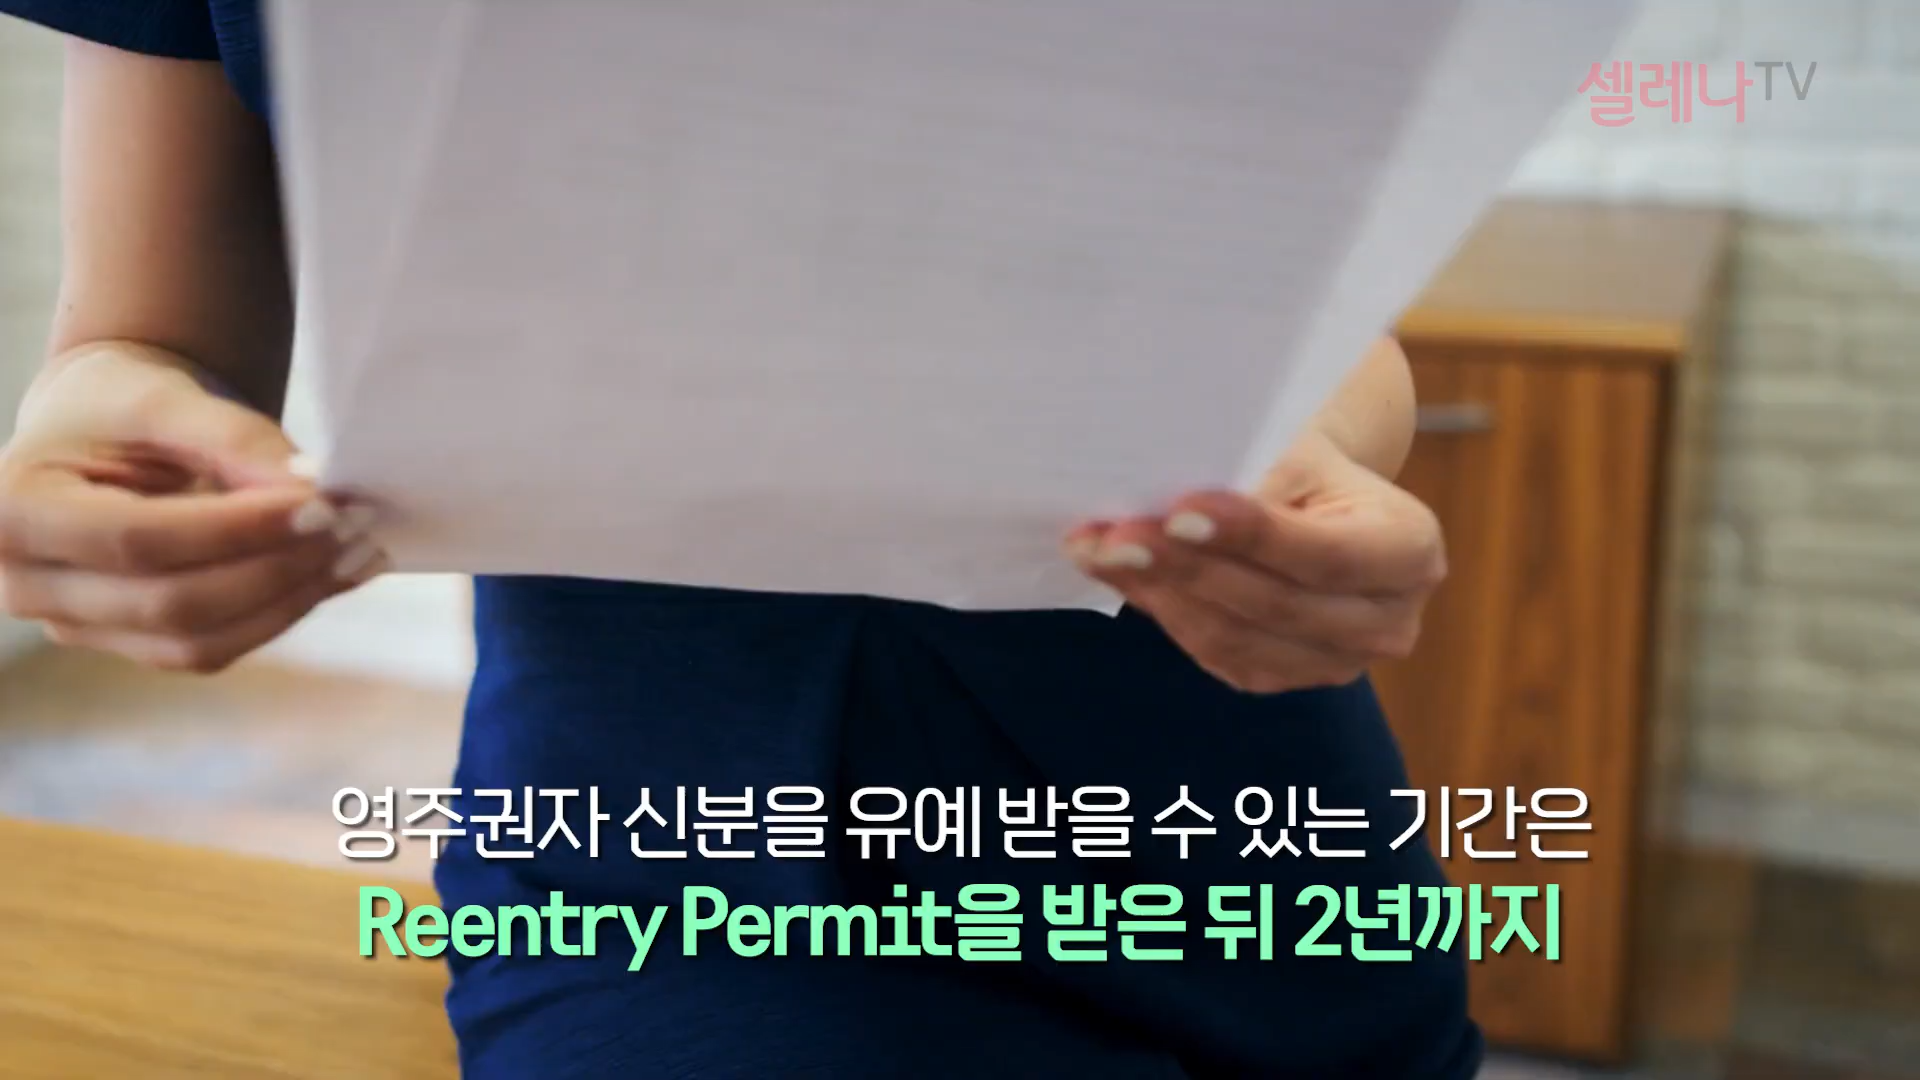 셀레나TV
영주권자 신분을 유예 받을 수 있는 기간은
Reentry Permit을 받은 뒤 2년까지